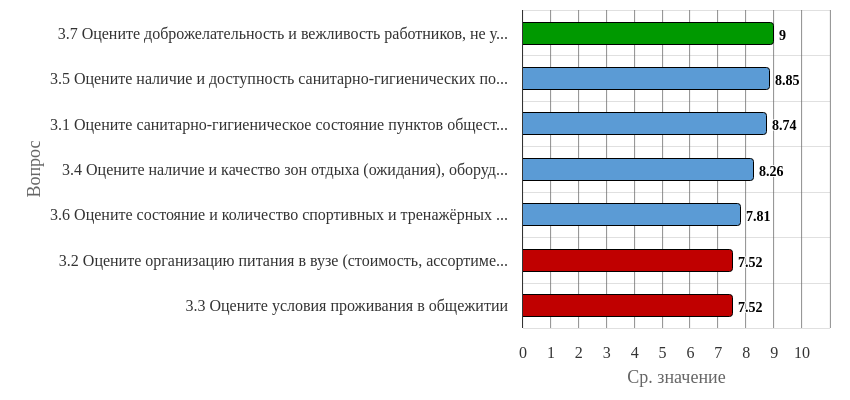 3.7 Оцените доброжелательность и вежливость работников, не у...
9
3.5 Оцените наличие и доступность санитарно-гигиенических по...
8.85
3.1 Оцените санитарно-гигиеническое состояние пунктов общест...
8.74
3.4 Оцените наличие и качество зон отдыха (ожидания), оборуд...
8.26
3.6 Оцените состояние и количество спортивных и тренажёрных ...
7.81
3.2 Оцените организацию питания в вузе (стоимость, ассортиме...
7.52
3.3 Оцените условия проживания в общежитии
7.52
Вопрос
0 1 2 3 4 5 6 7 8 9 10
Ср. значение